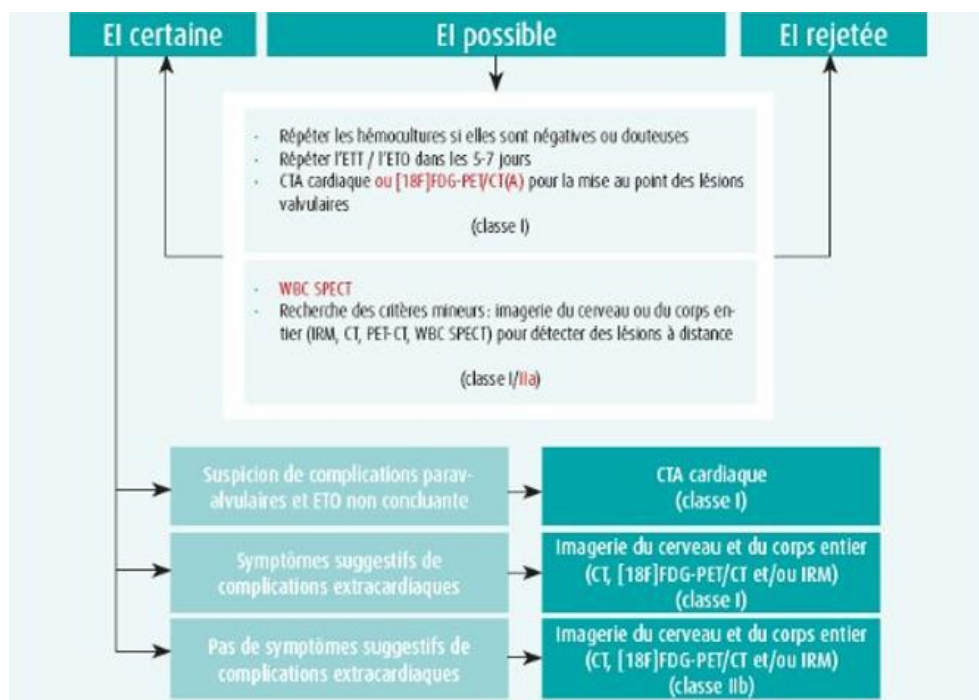 EI certaine
EI possible
EI rejetée
· Répéter les hémocultures si elles sont négatives ou douteuses
· Répéter l'ETT / l'ETO dans les 5-7 jours
· CTA cardiaque ou [18F]FDG-PET/CT(A) pour la mise au point des lésions
valvulaires
(classe I)
· WBC SPECT
· Recherche des critères mineurs : imagerie du cerveau ou du corps en-
tier (IRM, CT, PET-CT, WBC SPECT) pour détecter des lésions à distance
(classe I/IIa)
Suspicion de complications parav-
alvulaires et ETO non concluante
CTA cardiaque
(classe I)
Symptômes suggestifs de
complications extracardiaques
Imagerie du cerveau et du corps entier
(CT, [18F]FDG-PET/CT et/ou IRM)
(classe I)
Pas de symptômes suggestifs de
complications extracardiaques
Imagerie du cerveau et du corps entier
(CT, [18F]FDG-PET/CT et/ou IRM)
(classe IIb)